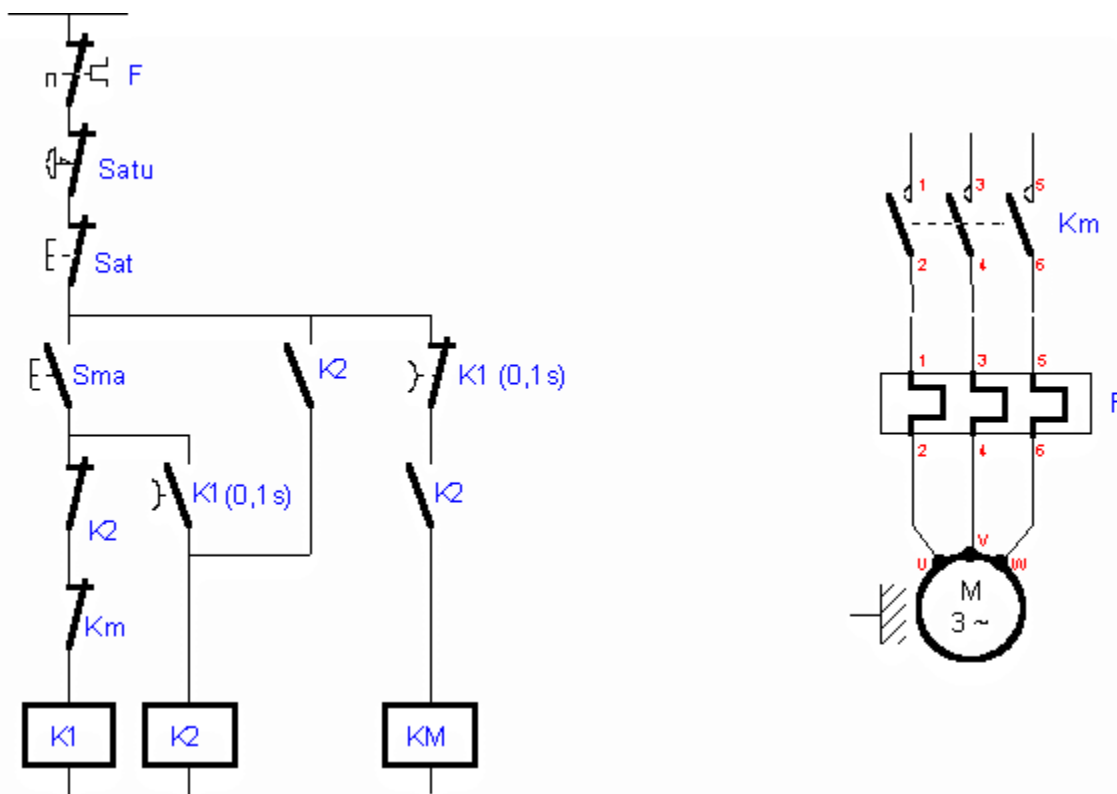 F
Satu
Sat
Sma
K2
K1 (0,1s)
K1 (0,1s)
K2
K2
Km
K1
K2
KM
1 3 5
Km
2 4 6
1 3 5
F
2 4 6
V
U W
M
3 ~